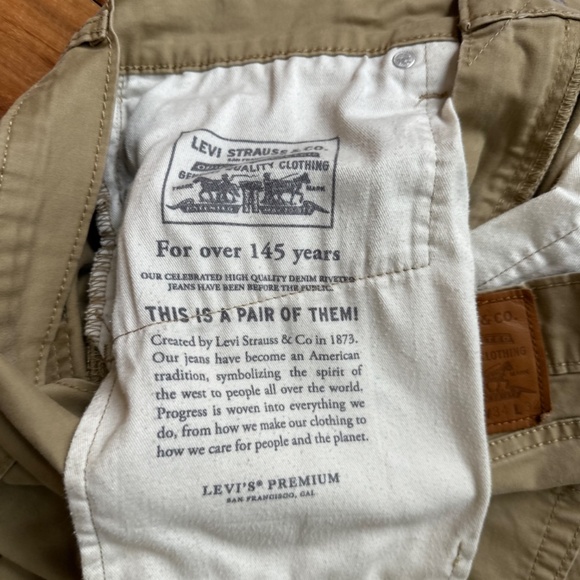 LEVI STRAUSS & CO.
QUALITY CLOTHING
TRADE MARK
For over 145 years
OUR CELEBRATED HIGH QUALITY DENIM RIVETED
JEANS HAVE BEEN BEFORE THE PUBLIC.
THIS IS A PAIR OF THEM!
Created by Levi Strauss & Co in 1873.
Our jeans have become an American
tradition, symbolizing the spirit of
the west to people all over the world.
Progress is woven into everything we
do, from how we make our clothing to
how we care for people and the planet.
LEVI'S® PREMIUM
SAN FRANCISCO, CAL
& CO.
CLOTHING